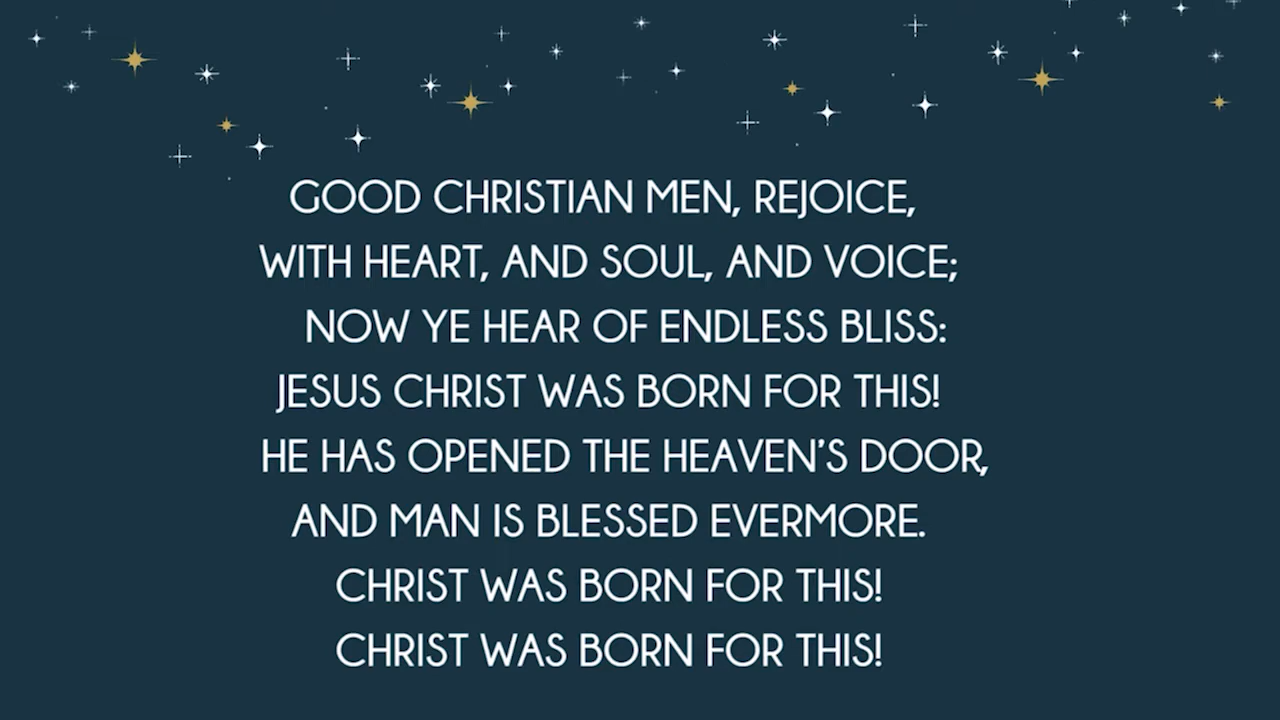 GOOD CHRISTIAN MEN, REJOICE,
WITH HEART, AND SOUL, AND VOICE;
NOW YE HEAR OF ENDLESS BLISS:
JESUS CHRIST WAS BORN FOR THIS!
HE HAS OPENED THE HEAVEN’S DOOR,
AND MAN IS BLESSED EVERMORE.
CHRIST WAS BORN FOR THIS!
CHRIST WAS BORN FOR THIS!